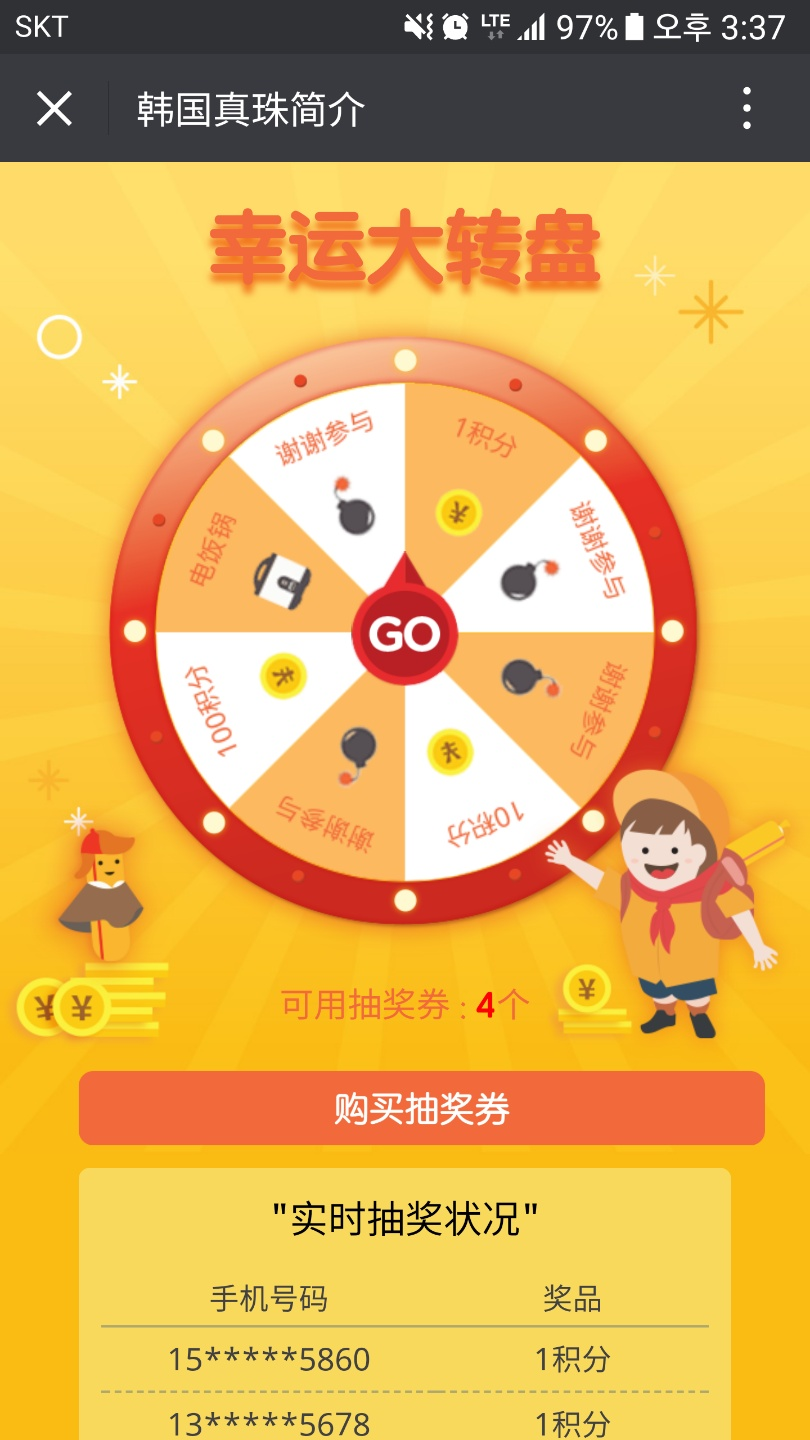 SKT
LTE
97%
오후 3:37
韩国真珠简介
幸运大转盘
谢谢参与
1积分
谢谢参与
电饭锅
GO
100积分
谢谢参与
谢谢参与
10积分
可用抽奖券 : 4个
购买抽奖券
"实时抽奖状况"
手机号码 奖品
15*****5860 1积分
13*****5678 1积分